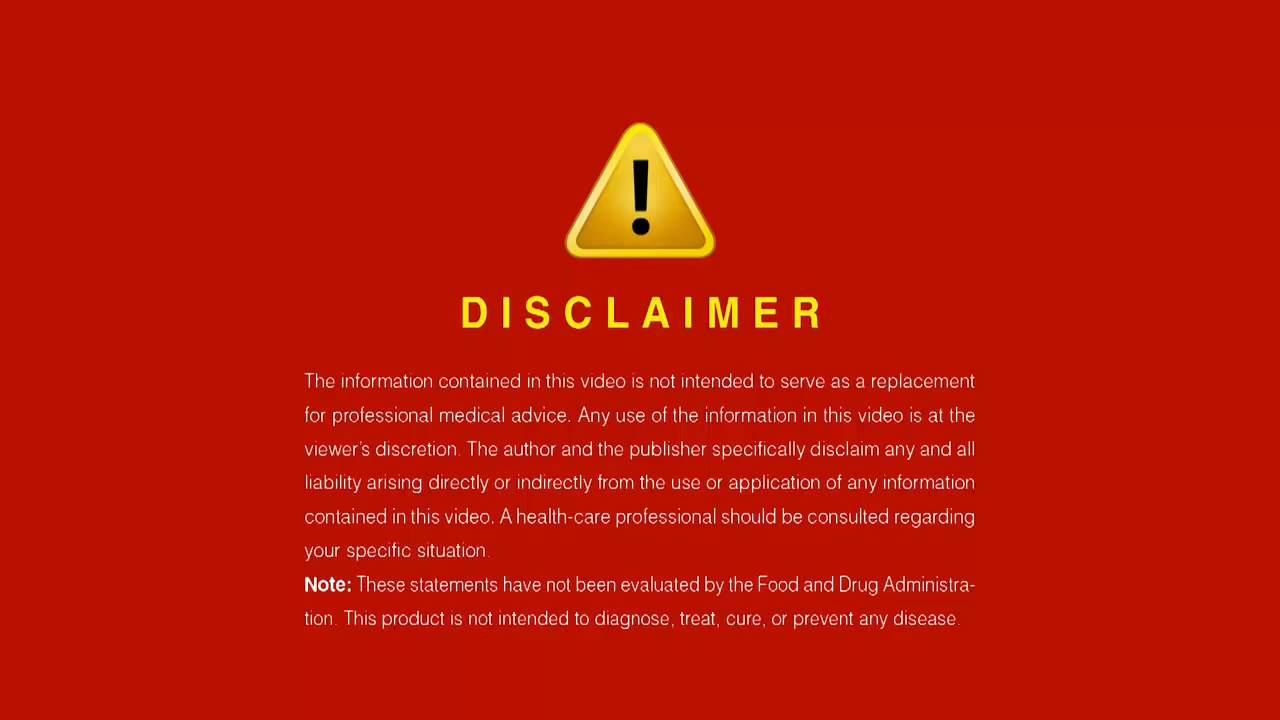 !
DISCLAIMER
The information contained in this video is not intended to serve as a replacement
for professional medical advice. Any use of the information in this video is at the
viewer's discretion. The author and the publisher specifically disclaim any and all
liability arising directly or indirectly from the use or application of any information
contained in this video. A health-care professional should be consulted regarding
your specific situation.
Note: These statements have not been evaluated by the Food and Drug Administra-
tion. This product is not intended to diagnose, treat, cure, or prevent any disease.